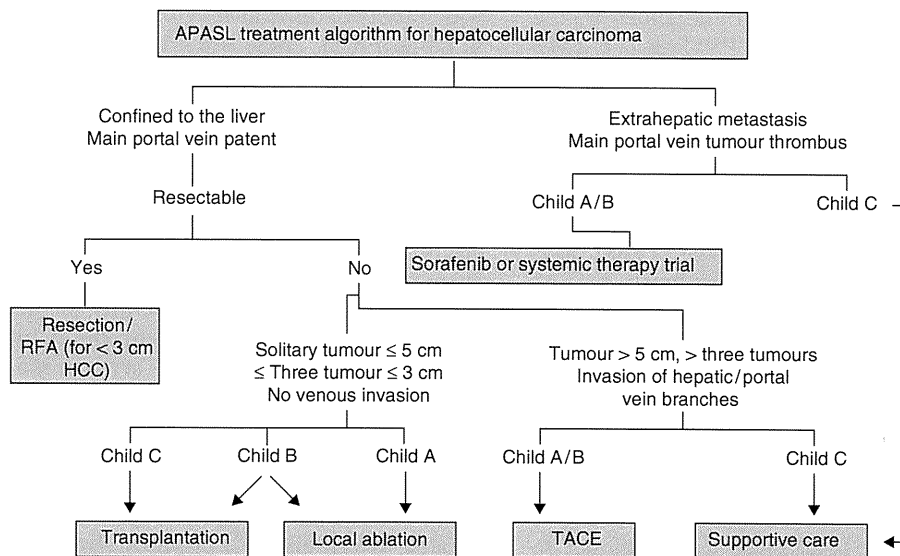 APASL treatment algorithm for hepatocellular carcinoma
Confined to the liver
Main portal vein patent
Extrahepatic metastasis
Main portal vein tumour thrombus
Resectable
Child A/B
Child C
Yes
No
Sorafenib or systemic therapy trial
Resection/
RFA (for < 3 cm
HCC)
Solitary tumour ≤ 5 cm
≤ Three tumour ≤ 3 cm
No venous invasion
Tumour > 5 cm, > three tumours
Invasion of hepatic/portal
vein branches
Child C
Child B
Child A
Child A/B
Child C
Transplantation
Local ablation
TACE
Supportive care